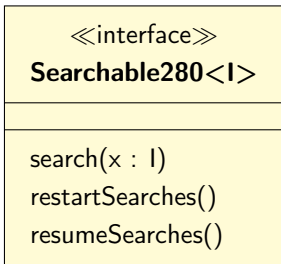 ≪interface≫
Searchable280<I>
search(x : I)
restartSearches()
resumeSearches()